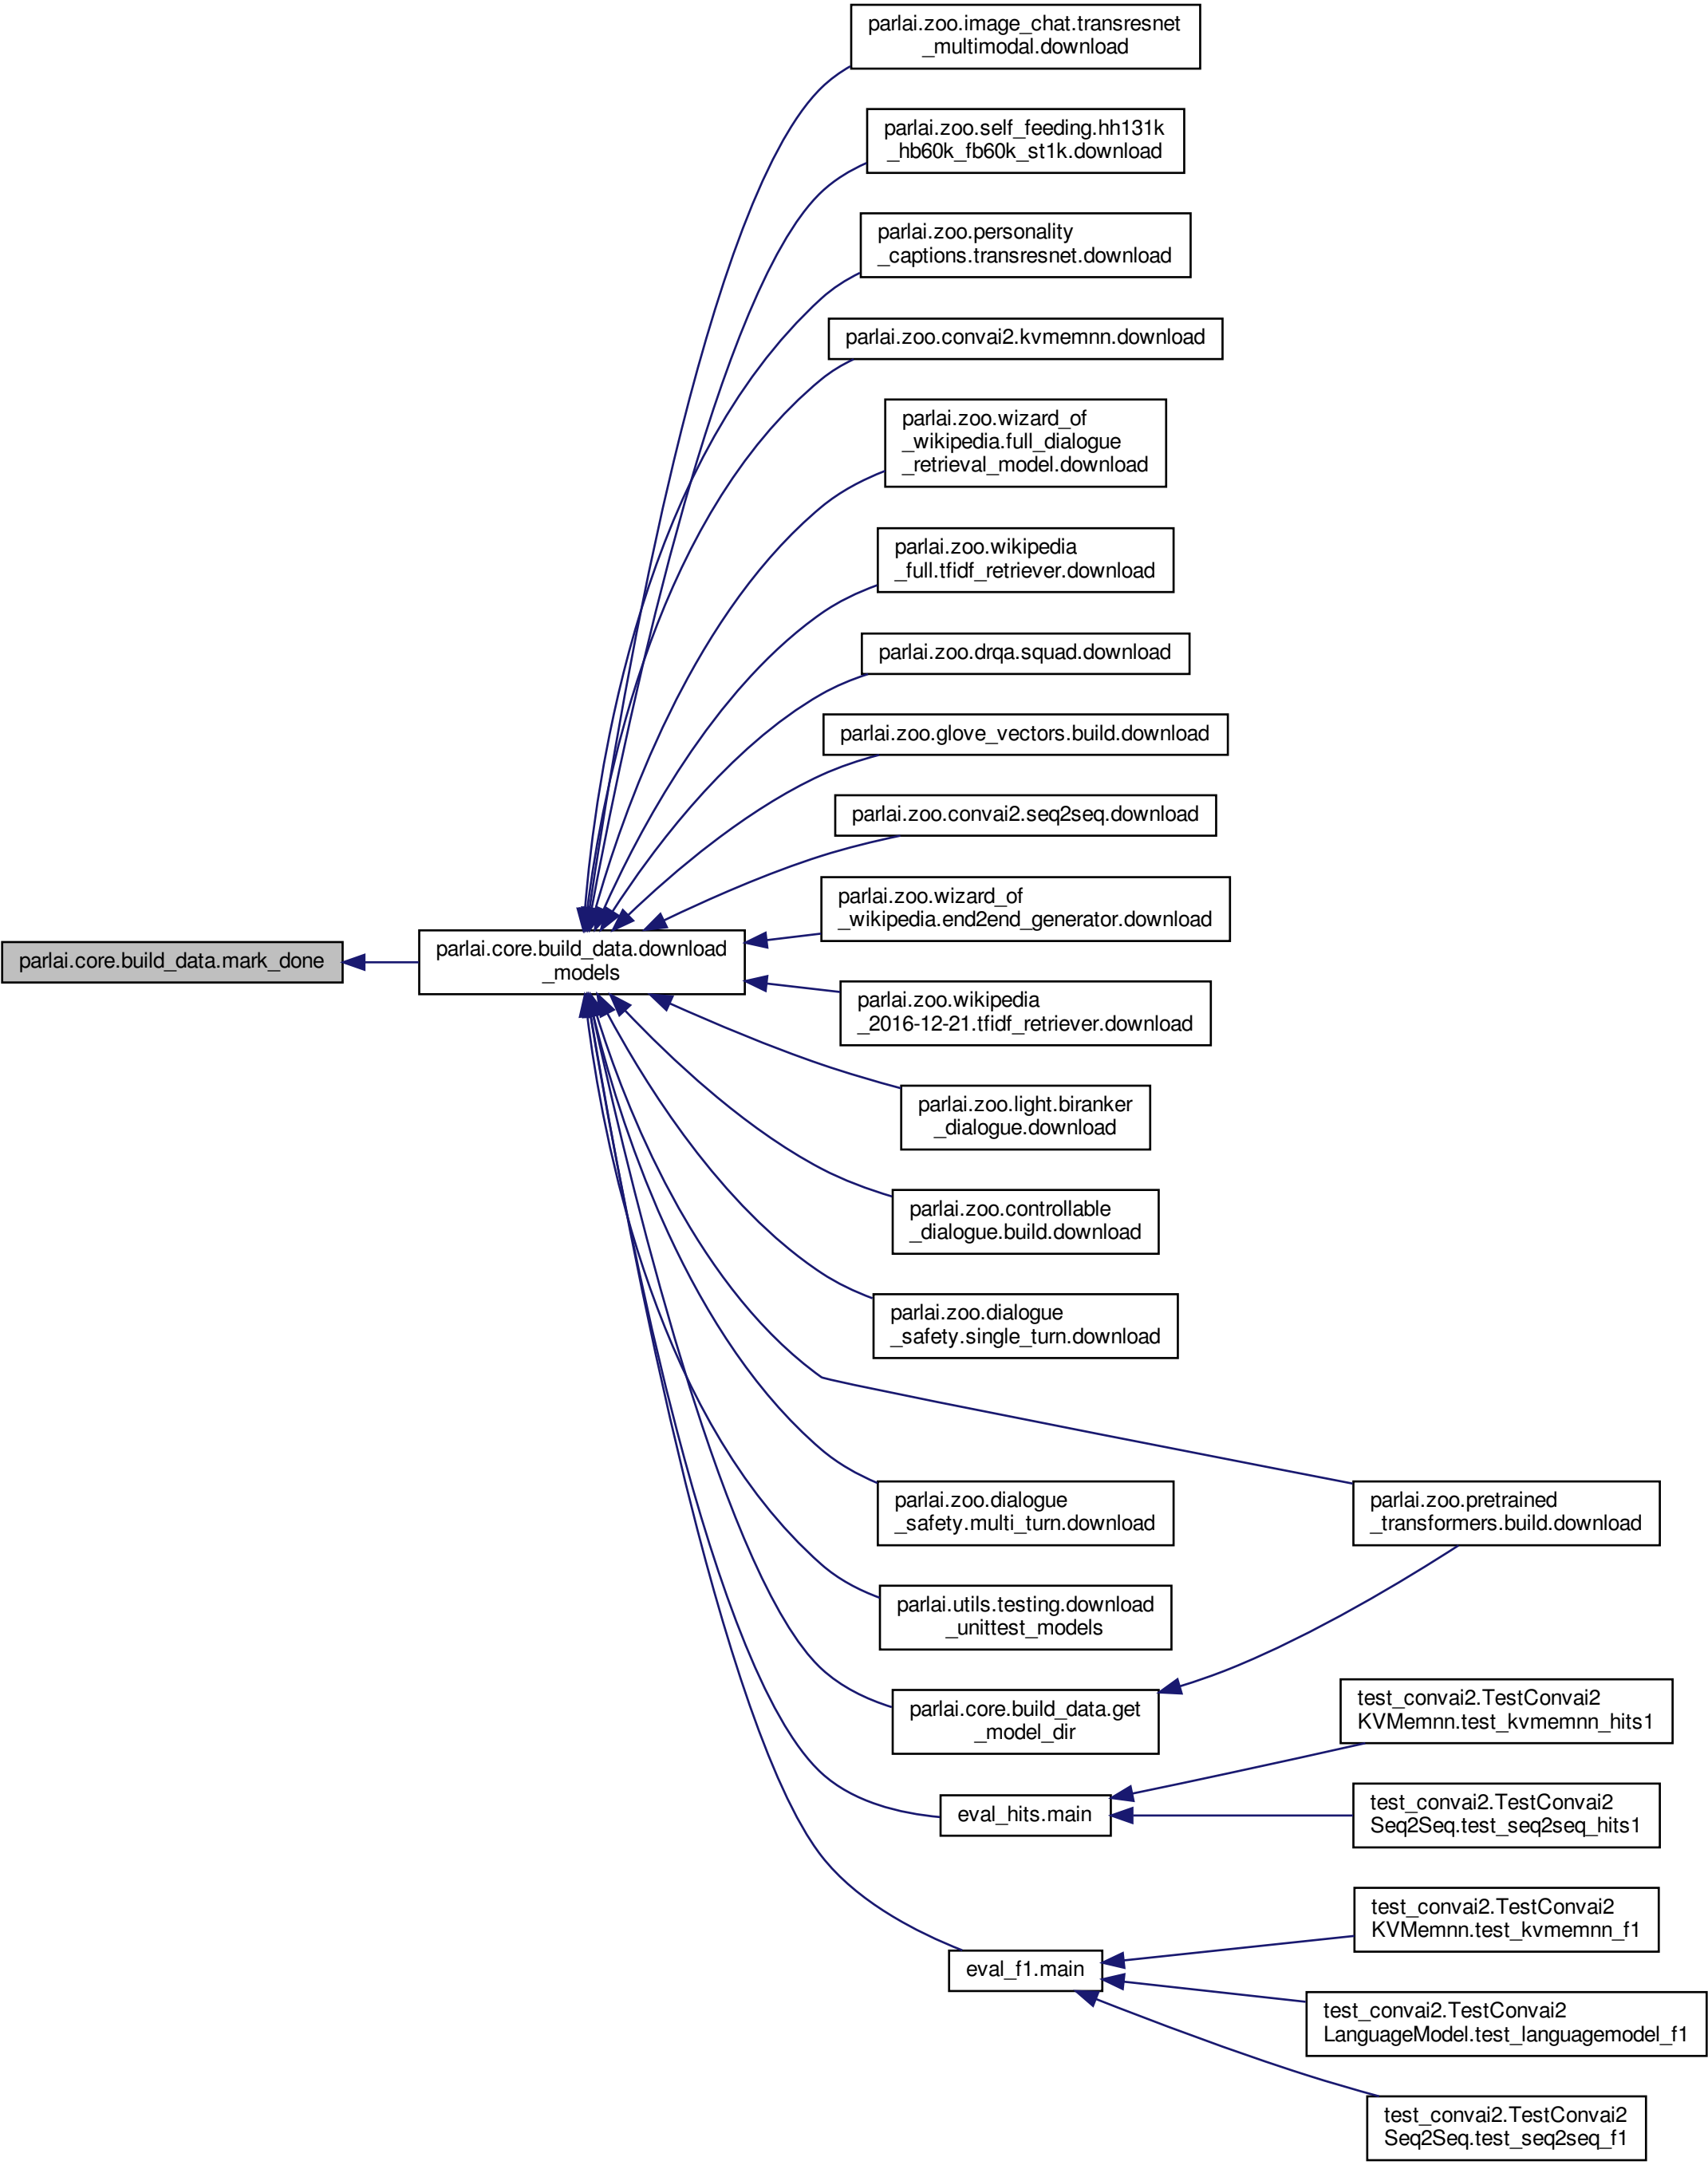 parlai.core.build_data.mark_done
parlai.core.build_data.download
_models
parlai.zoo.image_chat.transresnet
_multimodal.download
parlai.zoo.self_feeding.hh131k
_hb60k_fb60k_st1k.download
parlai.zoo.personality
_captions.transresnet.download
parlai.zoo.convai2.kvmemnn.download
parlai.zoo.wizard_of
_wikipedia.full_dialogue
_retrieval_model.download
parlai.zoo.wikipedia
_full.tfidf_retriever.download
parlai.zoo.drqa.squad.download
parlai.zoo.glove_vectors.build.download
parlai.zoo.convai2.seq2seq.download
parlai.zoo.wizard_of
_wikipedia.end2end_generator.download
parlai.zoo.wikipedia
_2016-12-21.tfidf_retriever.download
parlai.zoo.light.biranker
_dialogue.download
parlai.zoo.controllable
_dialogue.build.download
parlai.zoo.dialogue
_safety.single_turn.download
parlai.zoo.dialogue
_safety.multi_turn.download
parlai.zoo.pretrained
_transformers.build.download
parlai.utils.testing.download
_unittest_models
parlai.core.build_data.get
_model_dir
eval_hits.main
test_convai2.TestConvai2
KVMemnn.test_kvmemnn_hits1
test_convai2.TestConvai2
Seq2Seq.test_seq2seq_hits1
eval_f1.main
test_convai2.TestConvai2
KVMemnn.test_kvmemnn_f1
test_convai2.TestConvai2
LanguageModel.test_languagemodel_f1
test_convai2.TestConvai2
Seq2Seq.test_seq2seq_f1